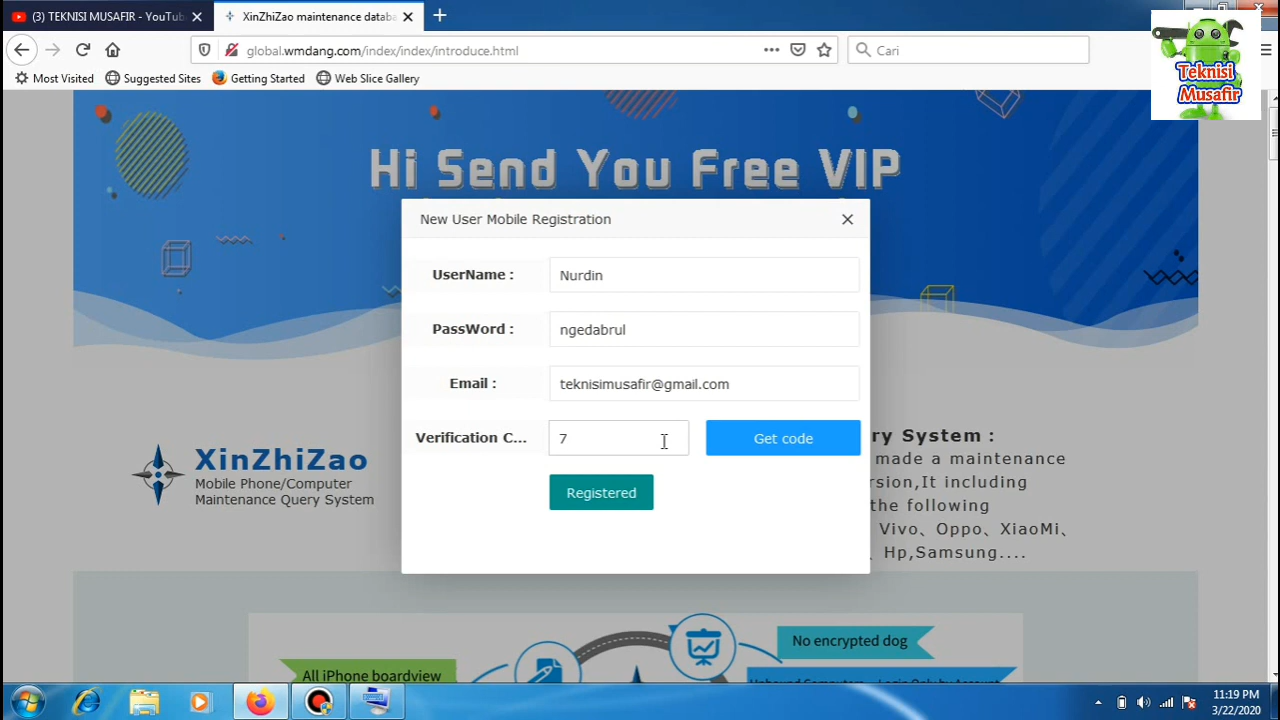 (3) TEKNISI MUSAFIR - YouTub
XinZhiZao maintenance databa
global.wmdang.com/index/index/introduce.html
Cari
Most Visited
Suggested Sites
Getting Started
Web Slice Gallery
Teknisi
Musafir
Hi Send You Free VIP
New User Mobile Registration
UserName :
Nurdin
PassWord :
ngedabrul
Email :
teknisimusafir@gmail.com
Verification C...
7
Get code
Registered
XinZhiZao
Mobile Phone/Computer
Maintenance Query System
ry System :
made a maintenance
rsion,It including
the following
Vivo、Oppo、XiaoMi、
Hp,Samsung....
No encrypted dog
All iPhone boardview
11:19 PM
3/22/2020